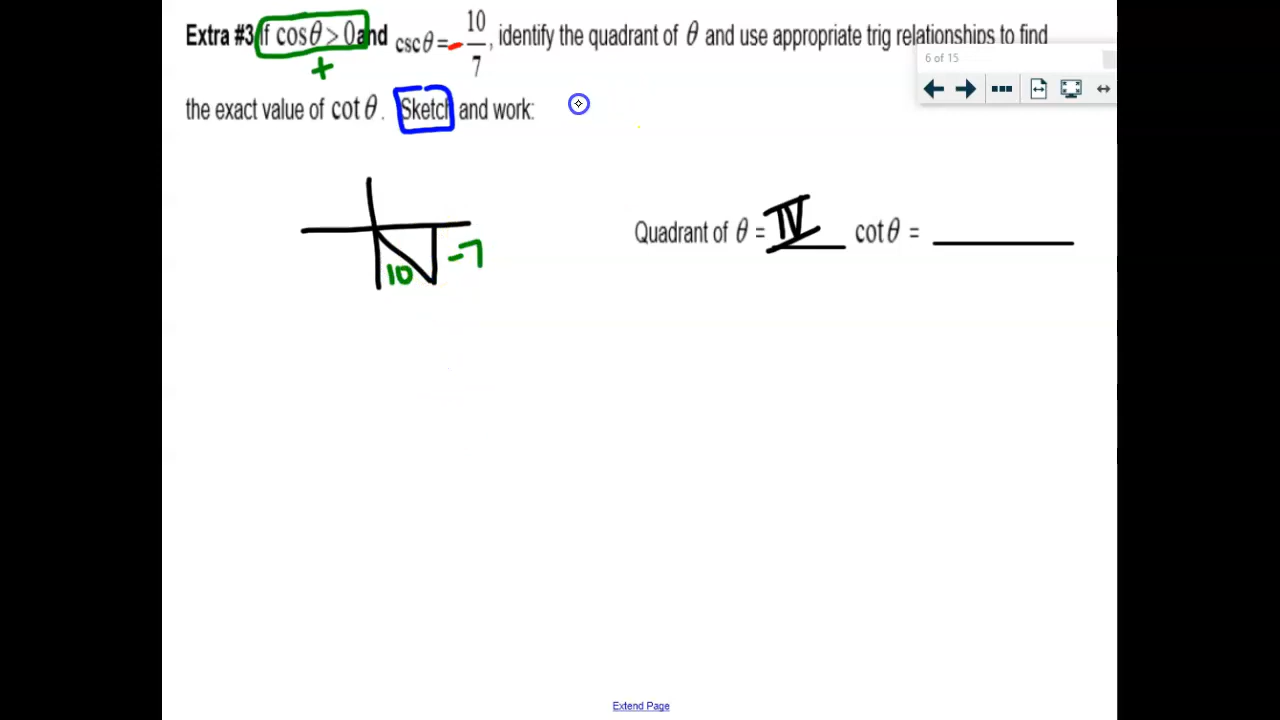 Extra #3 If cosθ > 0 and cscθ = - 10/7, identify the quadrant of θ and use appropriate trig relationships to find
+
6 of 15
the exact value of cot θ. Sketch and work:
Quadrant of θ = IV cotθ = ________
10 -7
Extend Page